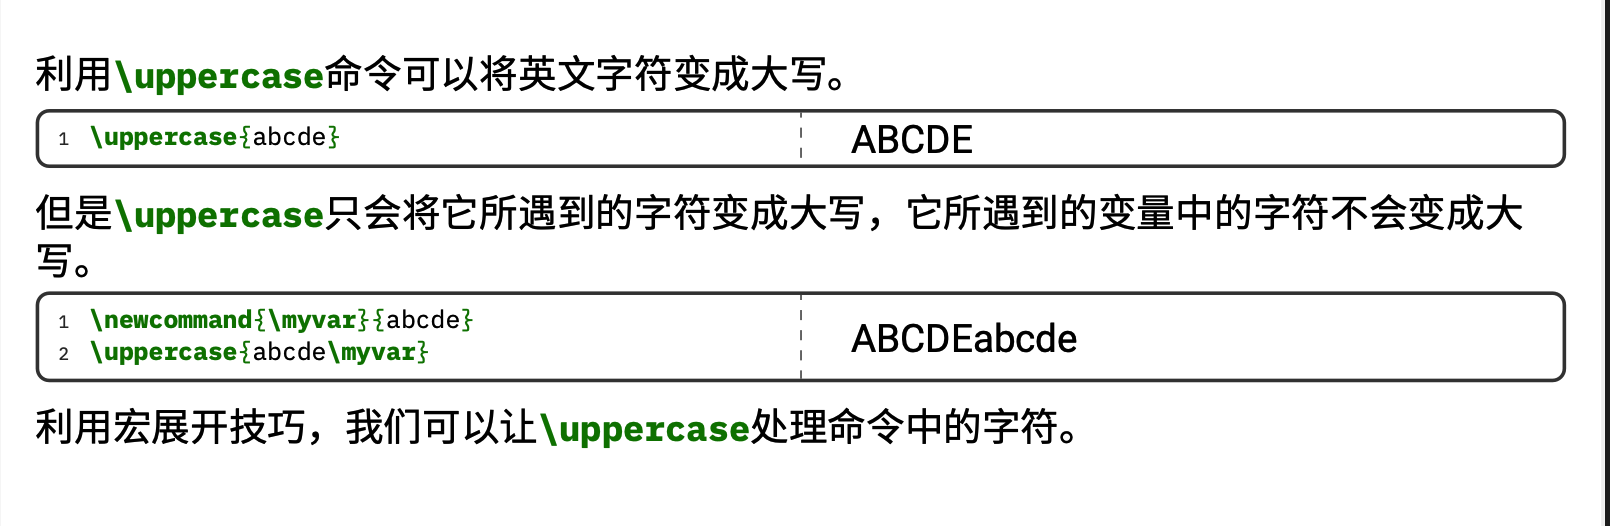 利用\uppercase命令可以将英文字符变成大写。
1 \uppercase{abcde}
ABCDE
但是\uppercase只会将它所遇到的字符变成大写，它所遇到的变量中的字符不会变成大
写。
1 \newcommand{\myvar}{abcde}
2 \uppercase{abcde\myvar}
ABCDEabcde
利用宏展开技巧，我们可以让\uppercase处理命令中的字符。